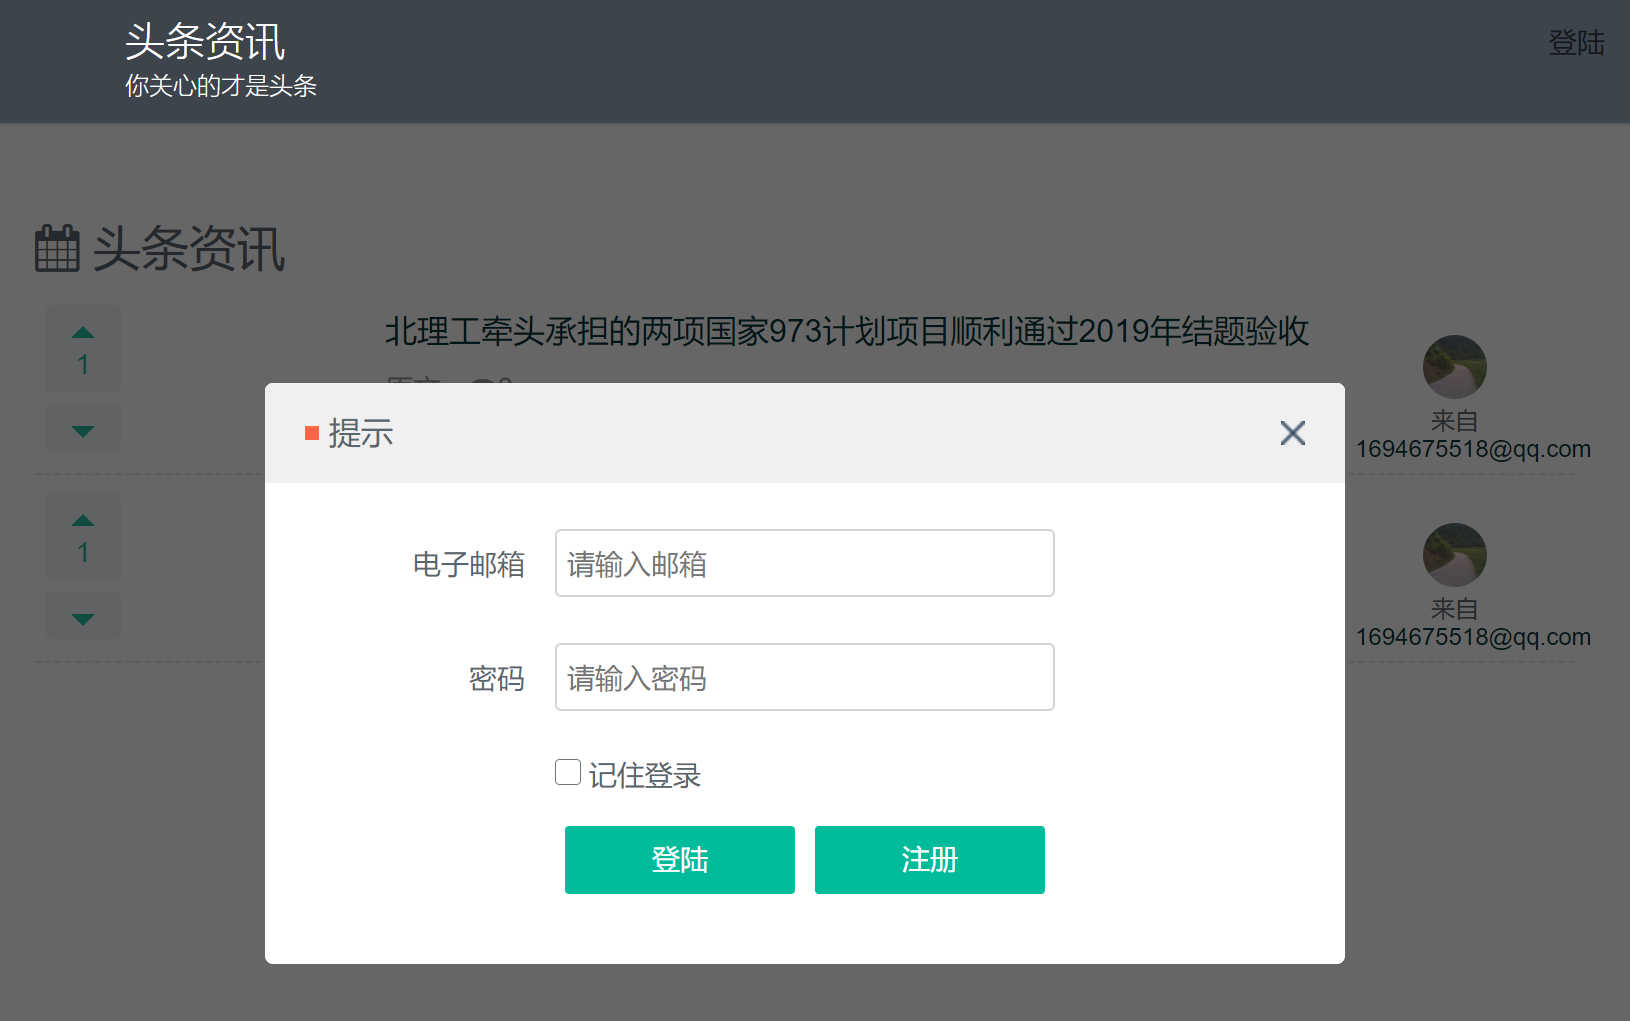 头条资讯
你关心的才是头条
登陆
头条资讯
1
北理工牵头承担的两项国家973计划项目顺利通过2019年结题验收
来自
1694675518@qq.com
提示
电子邮箱 请输入邮箱
密码 请输入密码
记住登录
登陆 注册
1
来自
1694675518@qq.com